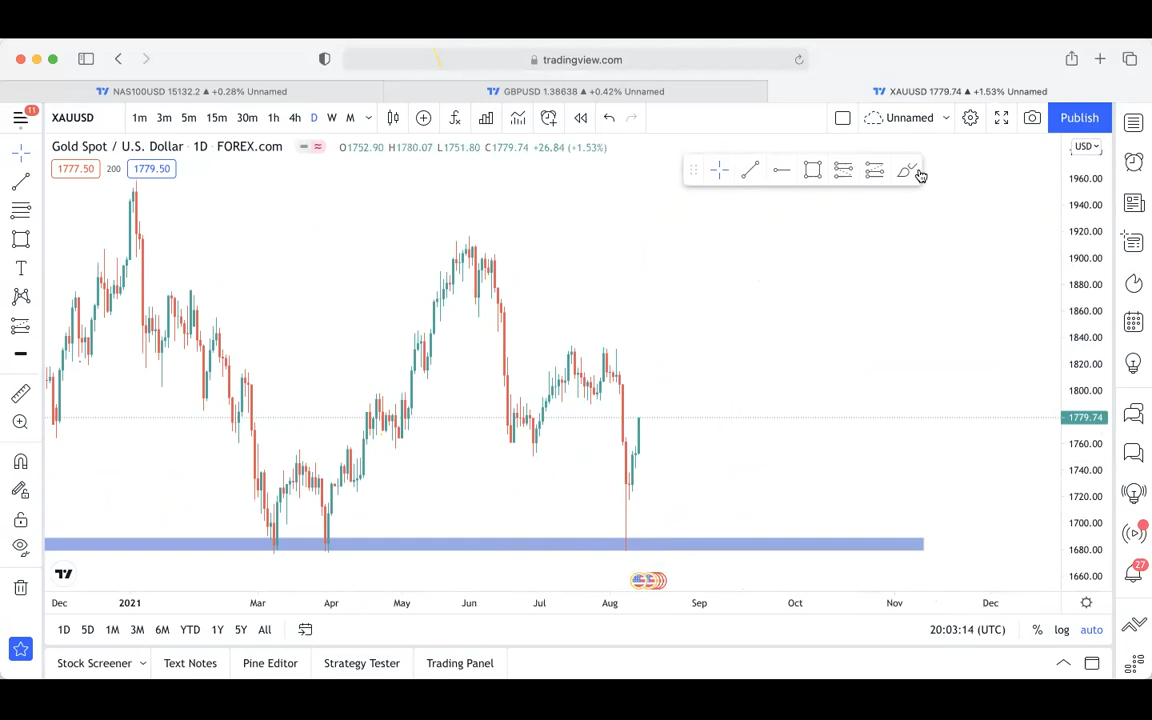 tradingview.com
NAS100USD 15132.2 ▲ +0.28% Unnamed
GBPUSD 1.38638 ▲ +0.42% Unnamed
XAUUSD 1779.74 ▲ +1.53% Unnamed
11
XAUUSD 1m 3m 5m 15m 30m 1h 4h D W M Unnamed Publish
Gold Spot / U.S. Dollar · 1D · FOREX.com O1752.90 H1780.07 L1751.80 C1779.74 +26.84 (+1.53%)
USD
1777.50 200 1779.50
1960.00
1940.00
1920.00
1900.00
1880.00
1860.00
1840.00
1820.00
1800.00
1779.74
1760.00
1740.00
1720.00
1700.00
1680.00
1660.00
27
Dec 2021 Mar Apr May Jun Jul Aug Sep Oct Nov Dec
1D 5D 1M 3M 6M YTD 1Y 5Y All 20:03:14 (UTC) % log auto
Stock Screener Text Notes Pine Editor Strategy Tester Trading Panel